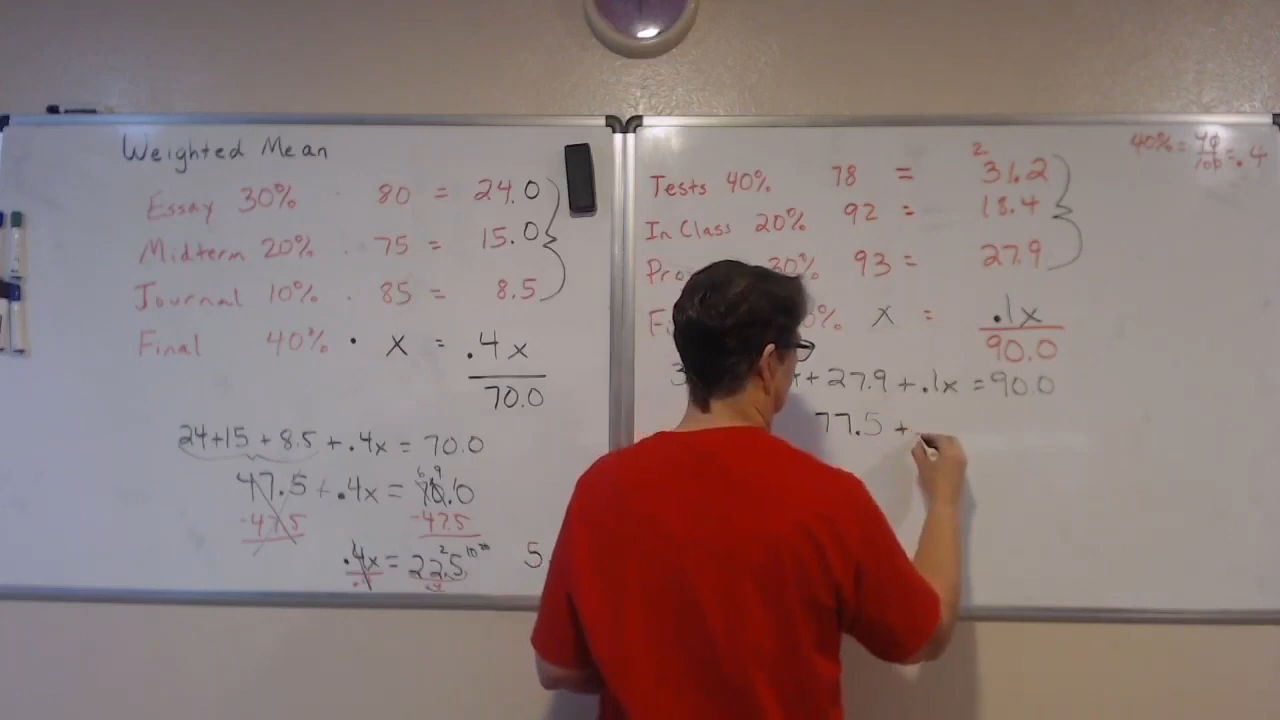 Weighted Mean
Essay 30% · 80 = 24.0
Midterm 20% · 75 = 15.0
Journal 10% · 85 = 8.5
Final 40% · x = .4x
70.0
24+15 + 8.5 + .4x = 70.0
47.5 + .4x = 70.0
6 9
-47.5 -47.5
.4x = 22.5
5.
40% = 40/100 = .4
2
Tests 40% 78 = 31.2
In Class 20% 92 = 18.4
30% 93 = 27.9
x = .1x
90.0
+ 27.9 + .1x = 90.0
77.5 +